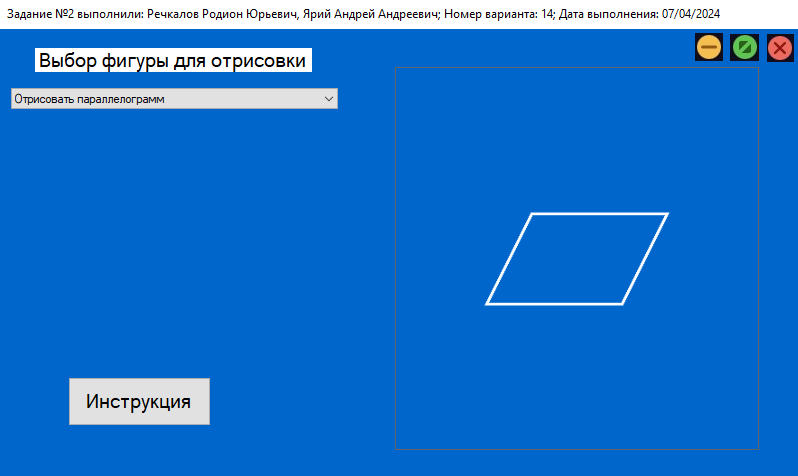 Задание №2 выполнили: Речкалов Родион Юрьевич, Ярий Андрей Андреевич; Номер варианта: 14; Дата выполнения: 07/04/2024
Выбор фигуры для отрисовки
Отрисовать параллелограмм
Инструкция